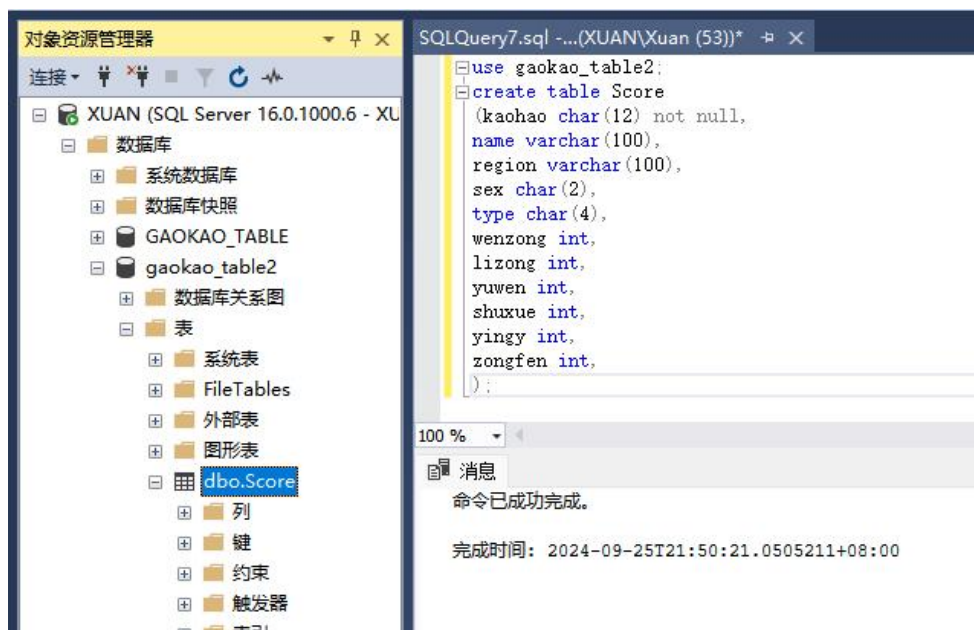 对象资源管理器
连接
XUAN (SQL Server 16.0.1000.6 - XU
数据库
系统数据库
数据库快照
GAOKAO_TABLE
gaokao_table2
数据库关系图
表
系统表
FileTables
外部表
图形表
dbo.Score
列
键
约束
触发器
SQLQuery7.sql -...(XUAN\Xuan (53))*
use gaokao_table2;
create table Score
(kaohao char(12) not null,
name varchar(100),
region varchar(100),
sex char(2),
type char(4),
wenzong int,
lizong int,
yuwen int,
shuxue int,
yingy int,
zongfen int,
);
100 %
消息
命令已成功完成。
完成时间: 2024-09-25T21:50:21.0505211+08:00